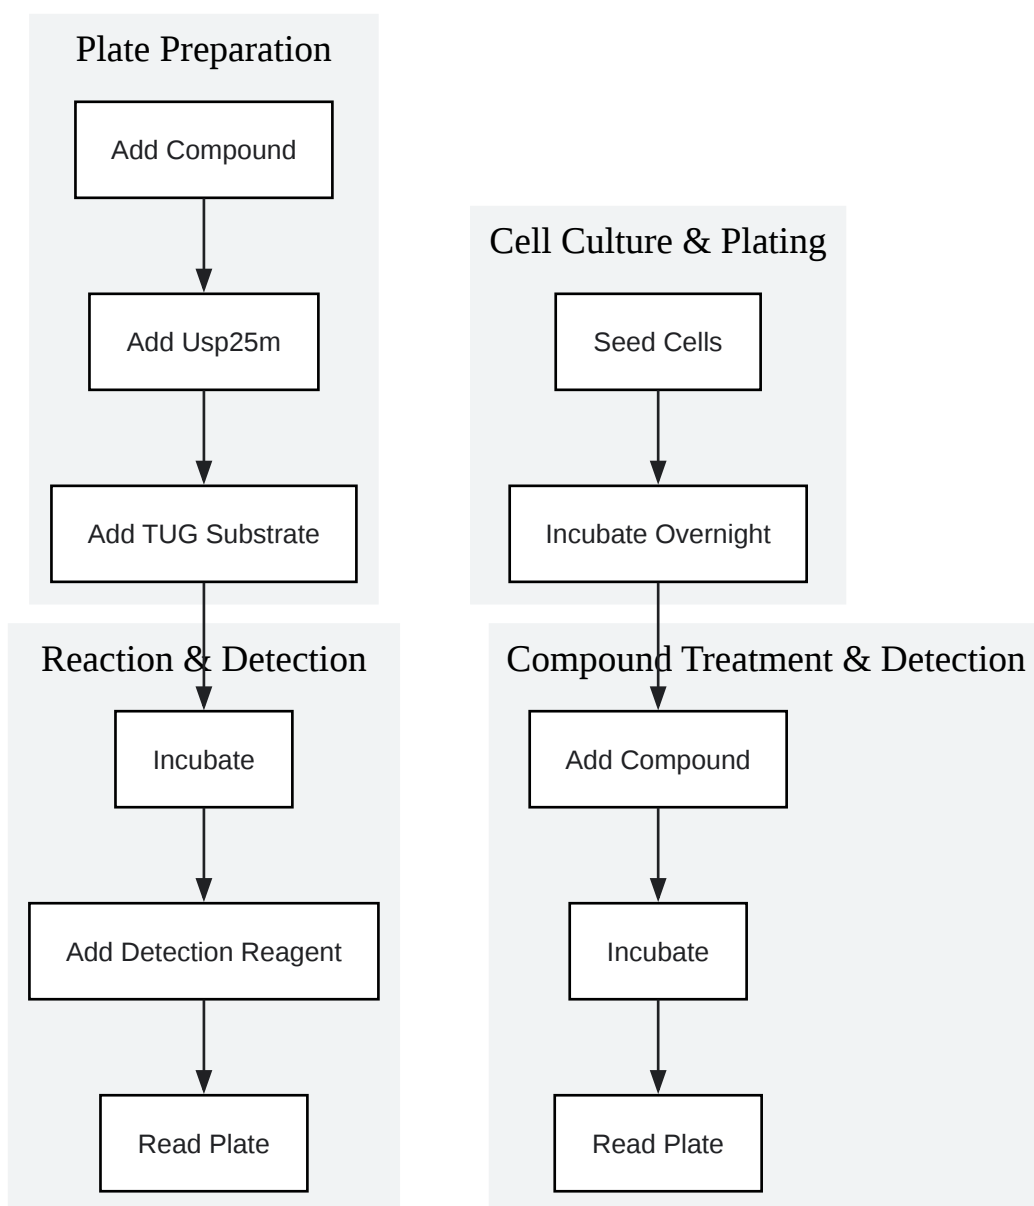 Plate Preparation
Add Compound
Add Usp25m
Add TUG Substrate
Reaction & Detection
Incubate
Add Detection Reagent
Read Plate
Cell Culture & Plating
Seed Cells
Incubate Overnight
Compound Treatment & Detection
Add Compound
Incubate
Read Plate